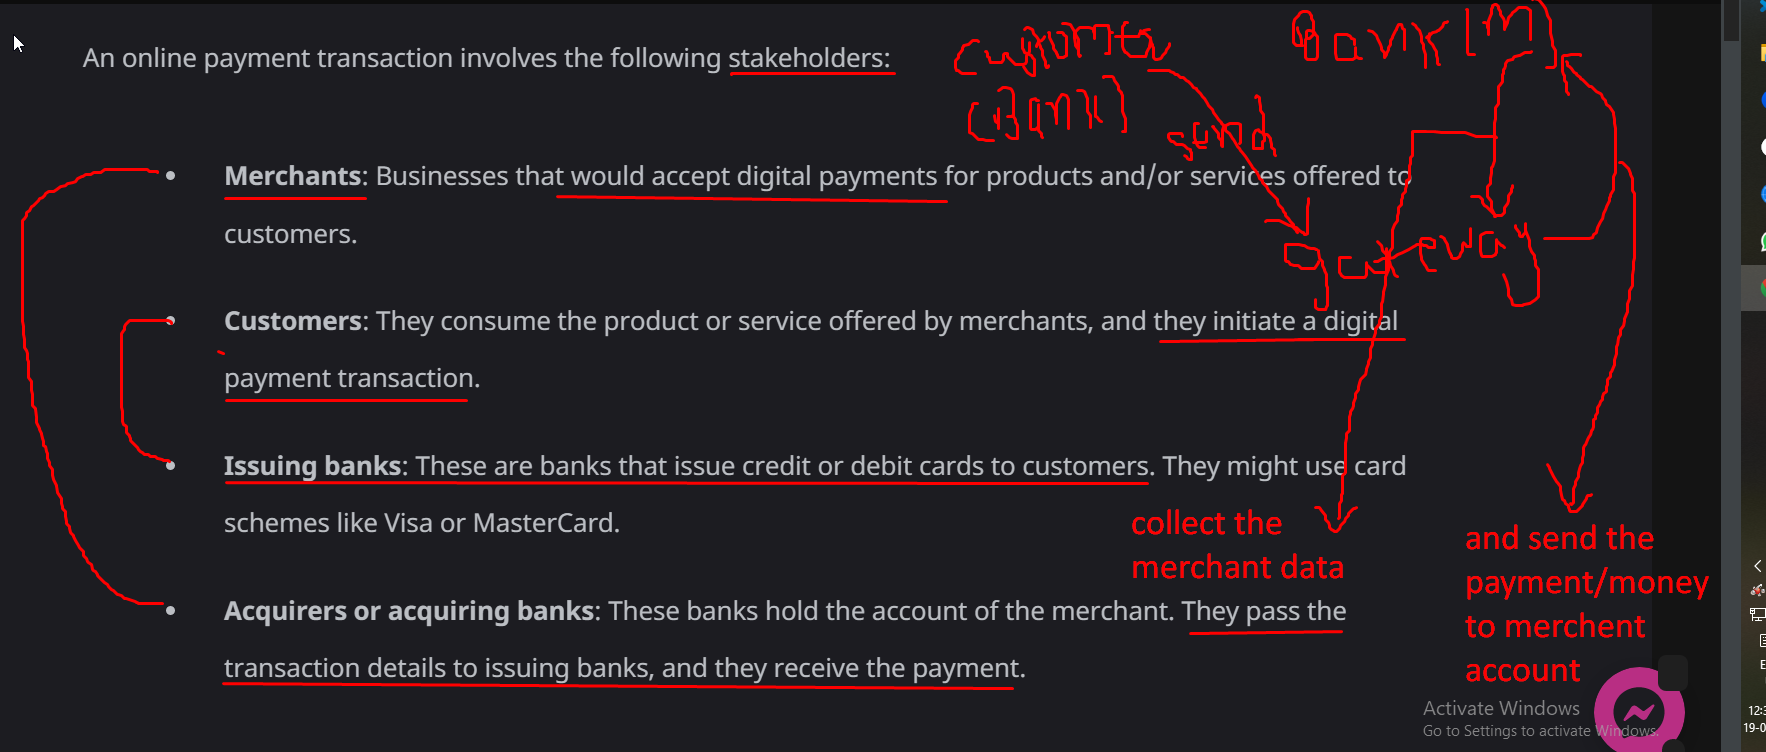 An online payment transaction involves the following stakeholders:
customer
(Bank)
Bank [M]
send
gateway
• Merchants: Businesses that would accept digital payments for products and/or services offered to
customers.
• Customers: They consume the product or service offered by merchants, and they initiate a digital
payment transaction.
• Issuing banks: These are banks that issue credit or debit cards to customers. They might use card
schemes like Visa or MasterCard.
collect the
merchant data
and send the
payment/money
to merchent
account
• Acquirers or acquiring banks: These banks hold the account of the merchant. They pass the
transaction details to issuing banks, and they receive the payment.
Activate Windows
Go to Settings to activate Windows.